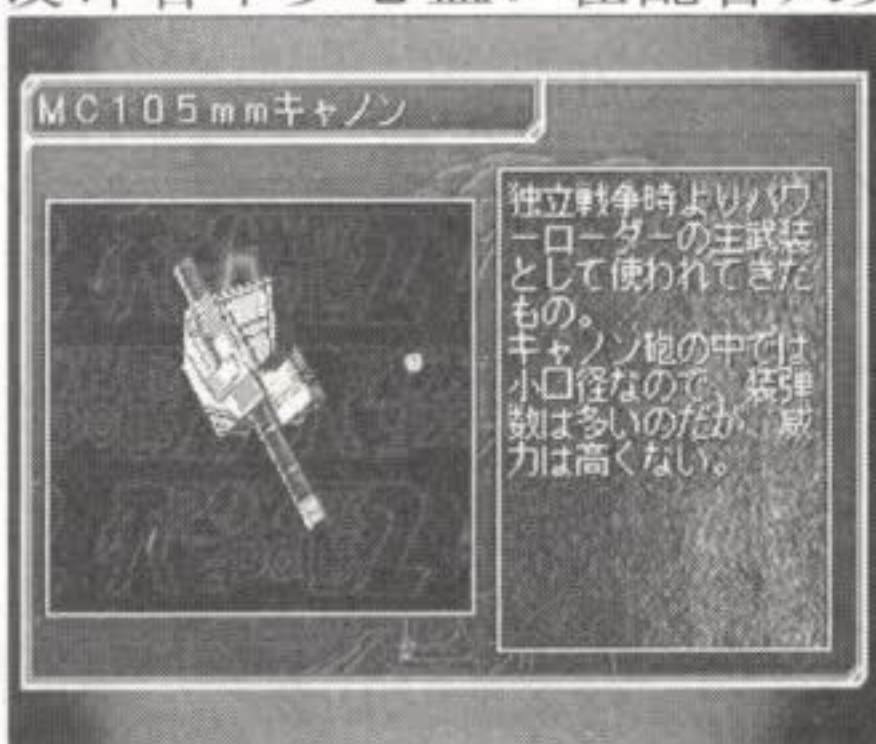 MC105mmキャノン
独立戦争時よりパワ
ーローダーの主武装
として使われてきた
もの。
キャノン砲の中では
小口径なので、装弾
数は多いのだが、威
力は高くない。